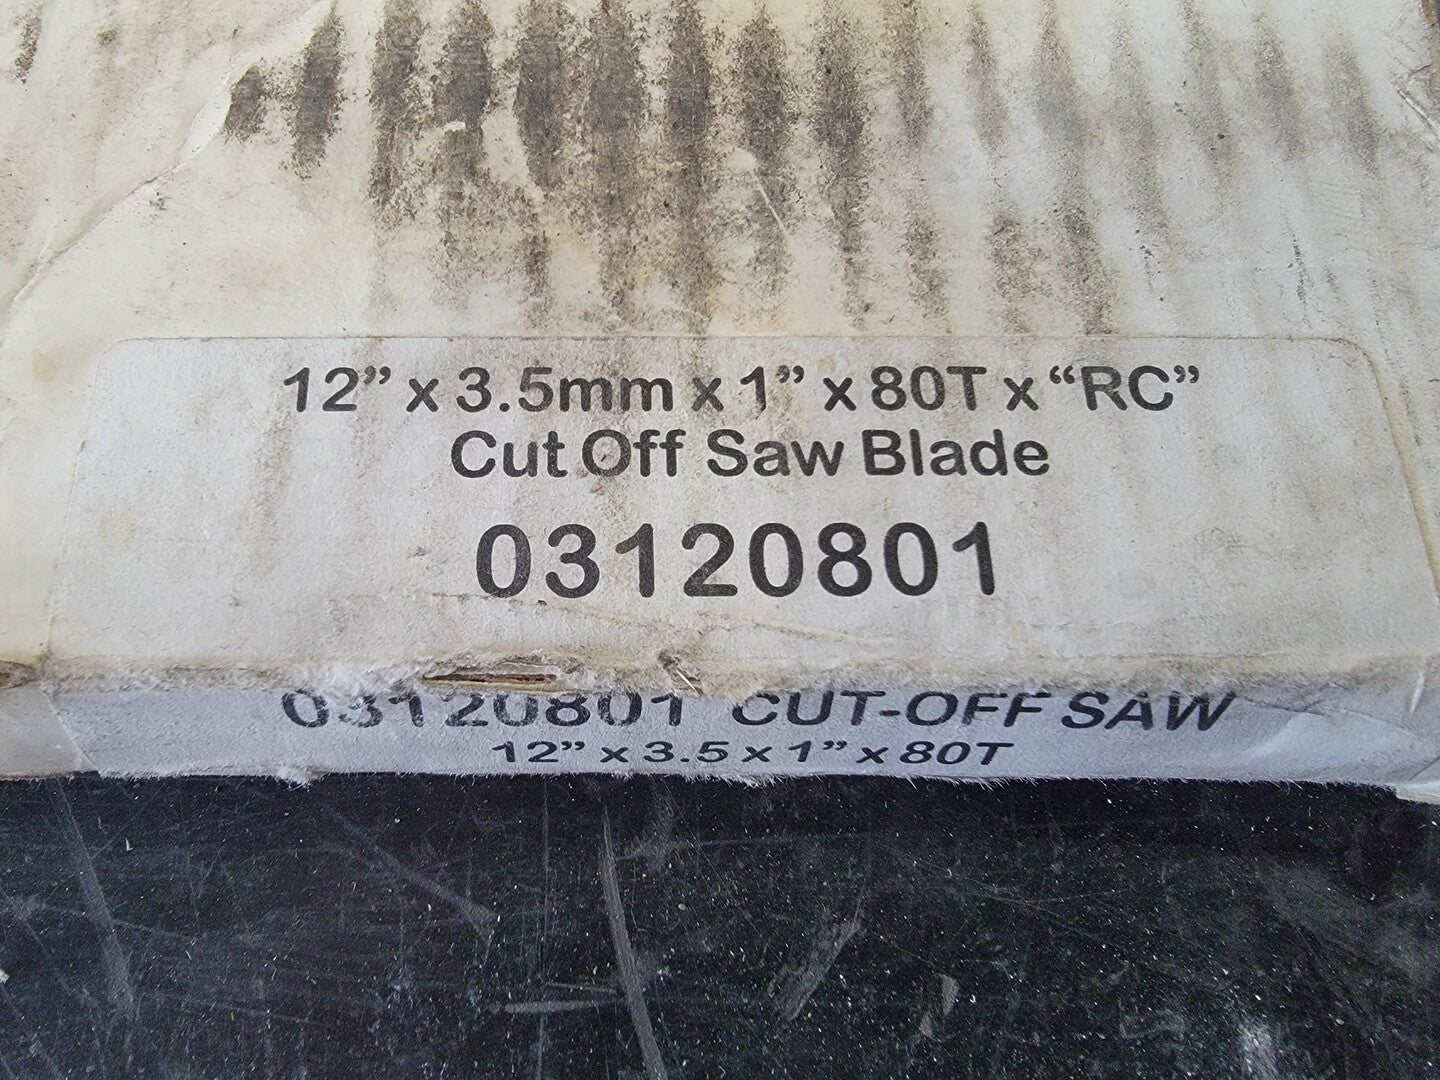 12” x 3.5mm x 1” x 80T x “RC”
Cut Off Saw Blade
03120801
03120801 CUT-OFF SAW
12” x 3.5 x 1” x 80T